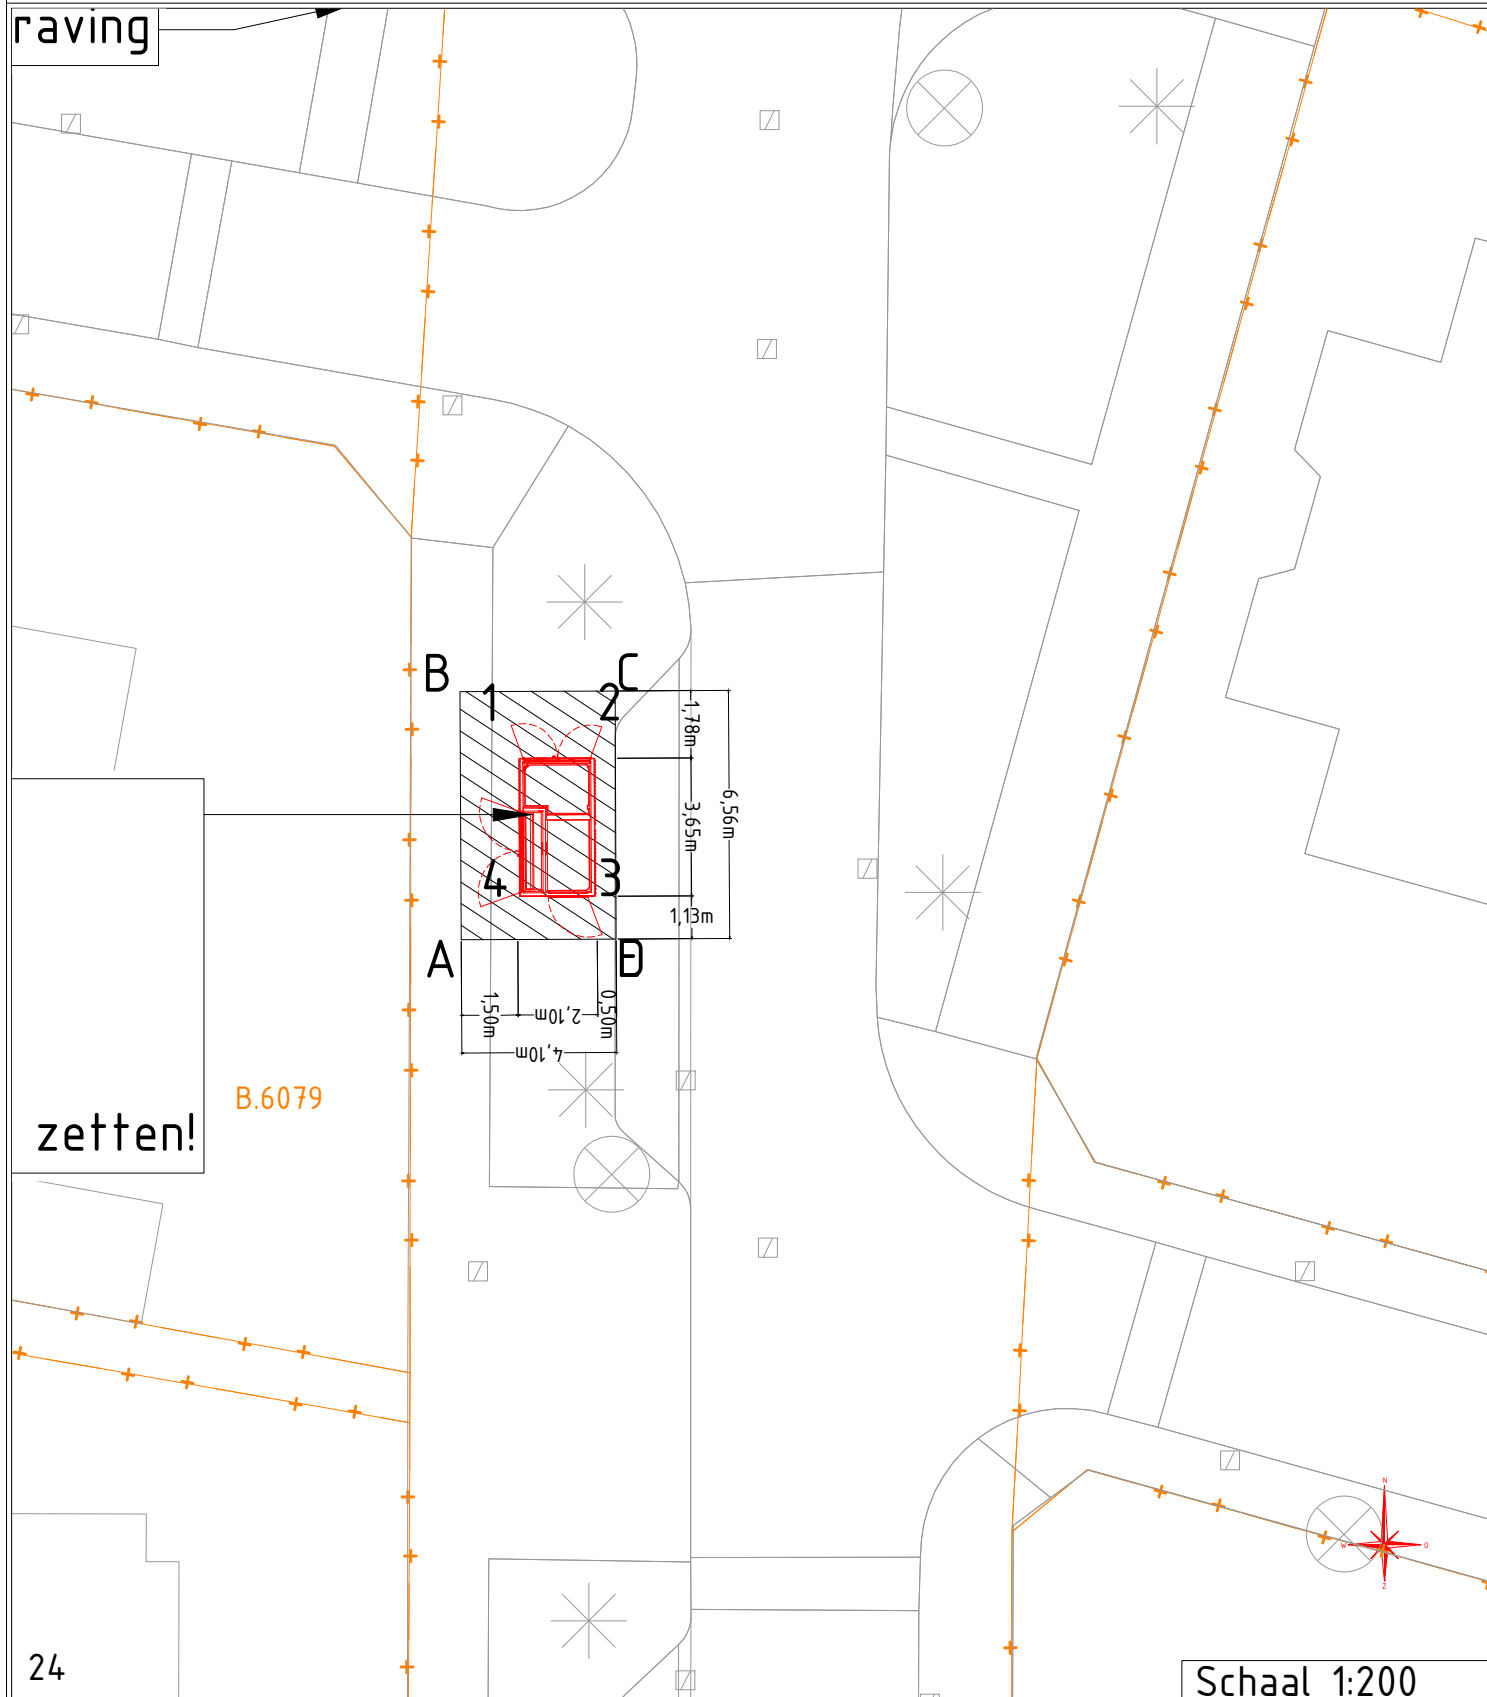 raving
B
C
1
2
1,78m
6,56m
3,65m
4
3
1,13m
A
D
1,50m
2,10m
0,50m
4,10m
B.6079
zetten!
N
W
O
Z
24
Schaal 1:200